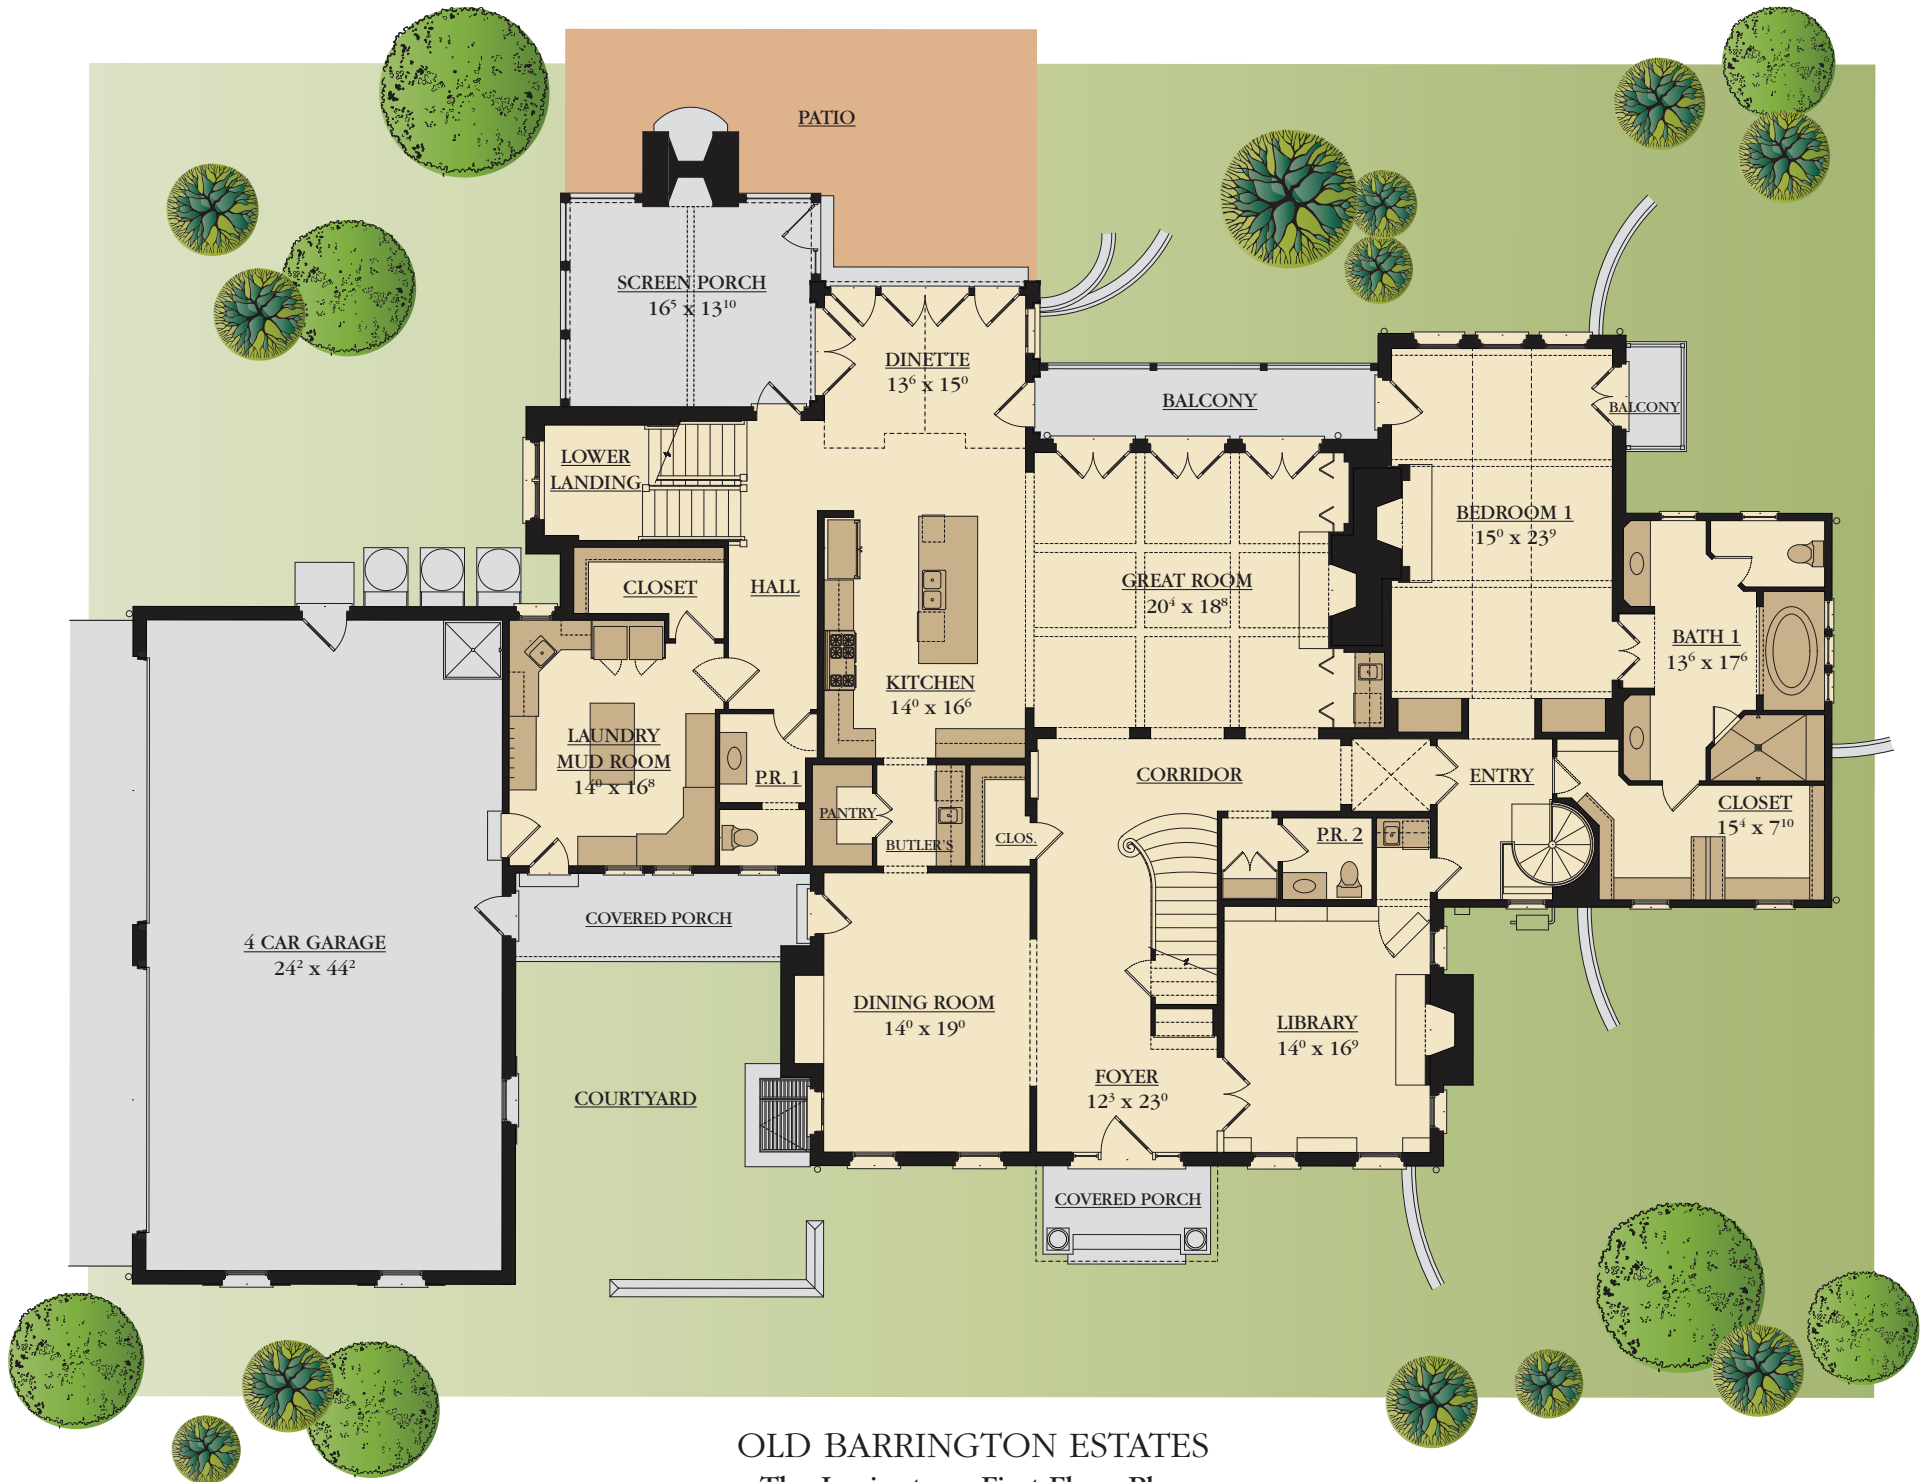 PATIO
SCREEN PORCH
16⁵ x 13¹⁰
DINETTE
13⁶ x 15⁰
BALCONY
BALCONY
LOWER
LANDING
BEDROOM 1
15⁰ x 23⁹
CLOSET
HALL
GREAT ROOM
20⁴ x 18⁸
BATH 1
13⁶ x 17⁶
KITCHEN
14⁰ x 16⁶
LAUNDRY
MUD ROOM
14⁰ x 16⁸
P.R. 1
CORRIDOR
ENTRY
PANTRY
BUTLER'S
CLOS.
P.R. 2
CLOSET
15⁴ x 7¹⁰
COVERED PORCH
4 CAR GARAGE
24² x 44²
DINING ROOM
14⁰ x 19⁰
LIBRARY
14⁰ x 16⁹
COURTYARD
FOYER
12³ x 23⁰
COVERED PORCH
OLD BARRINGTON ESTATES